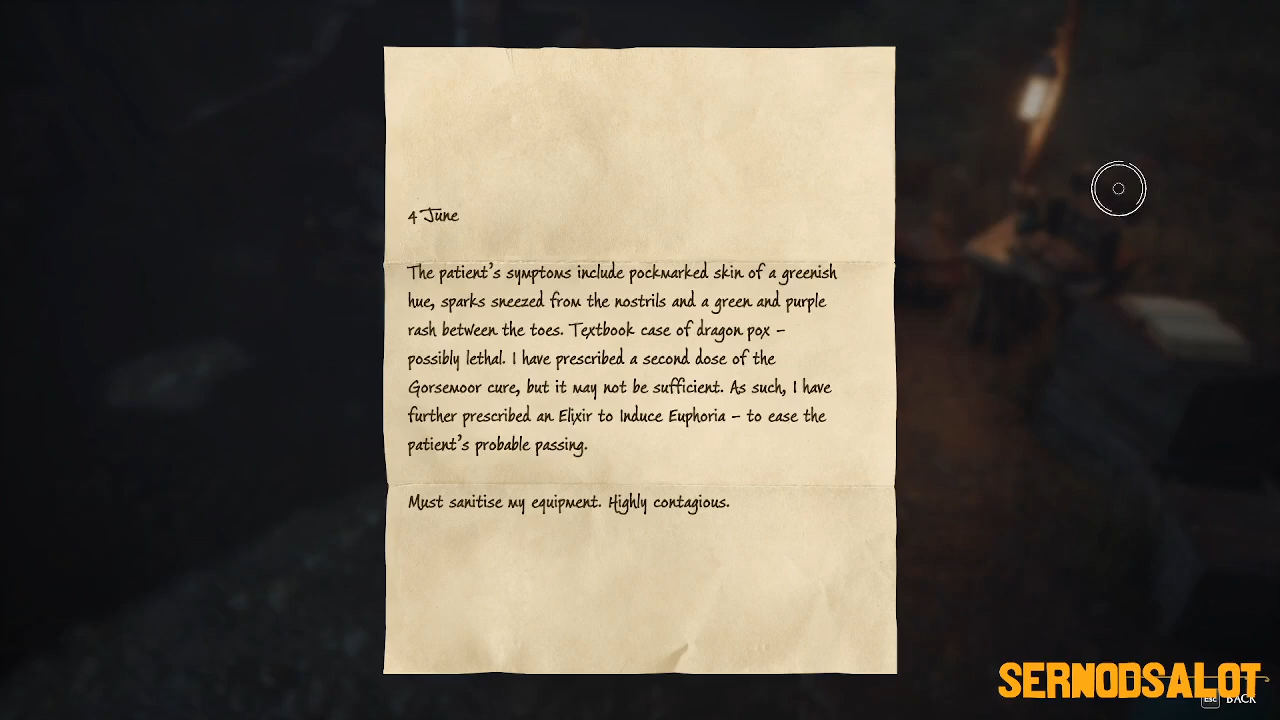 4 June
The patient's symptoms include pockmarked skin of a greenish
hue, sparks sneezed from the nostrils and a green and purple
rash between the toes. Textbook case of dragon pox –
possibly lethal. I have prescribed a second dose of the
Gorsemoor cure, but it may not be sufficient. As such, I have
further prescribed an Elixir to Induce Euphoria – to ease the
patient's probable passing.
Must sanitise my equipment. Highly contagious.
SERNODSALOT
Esc BACK